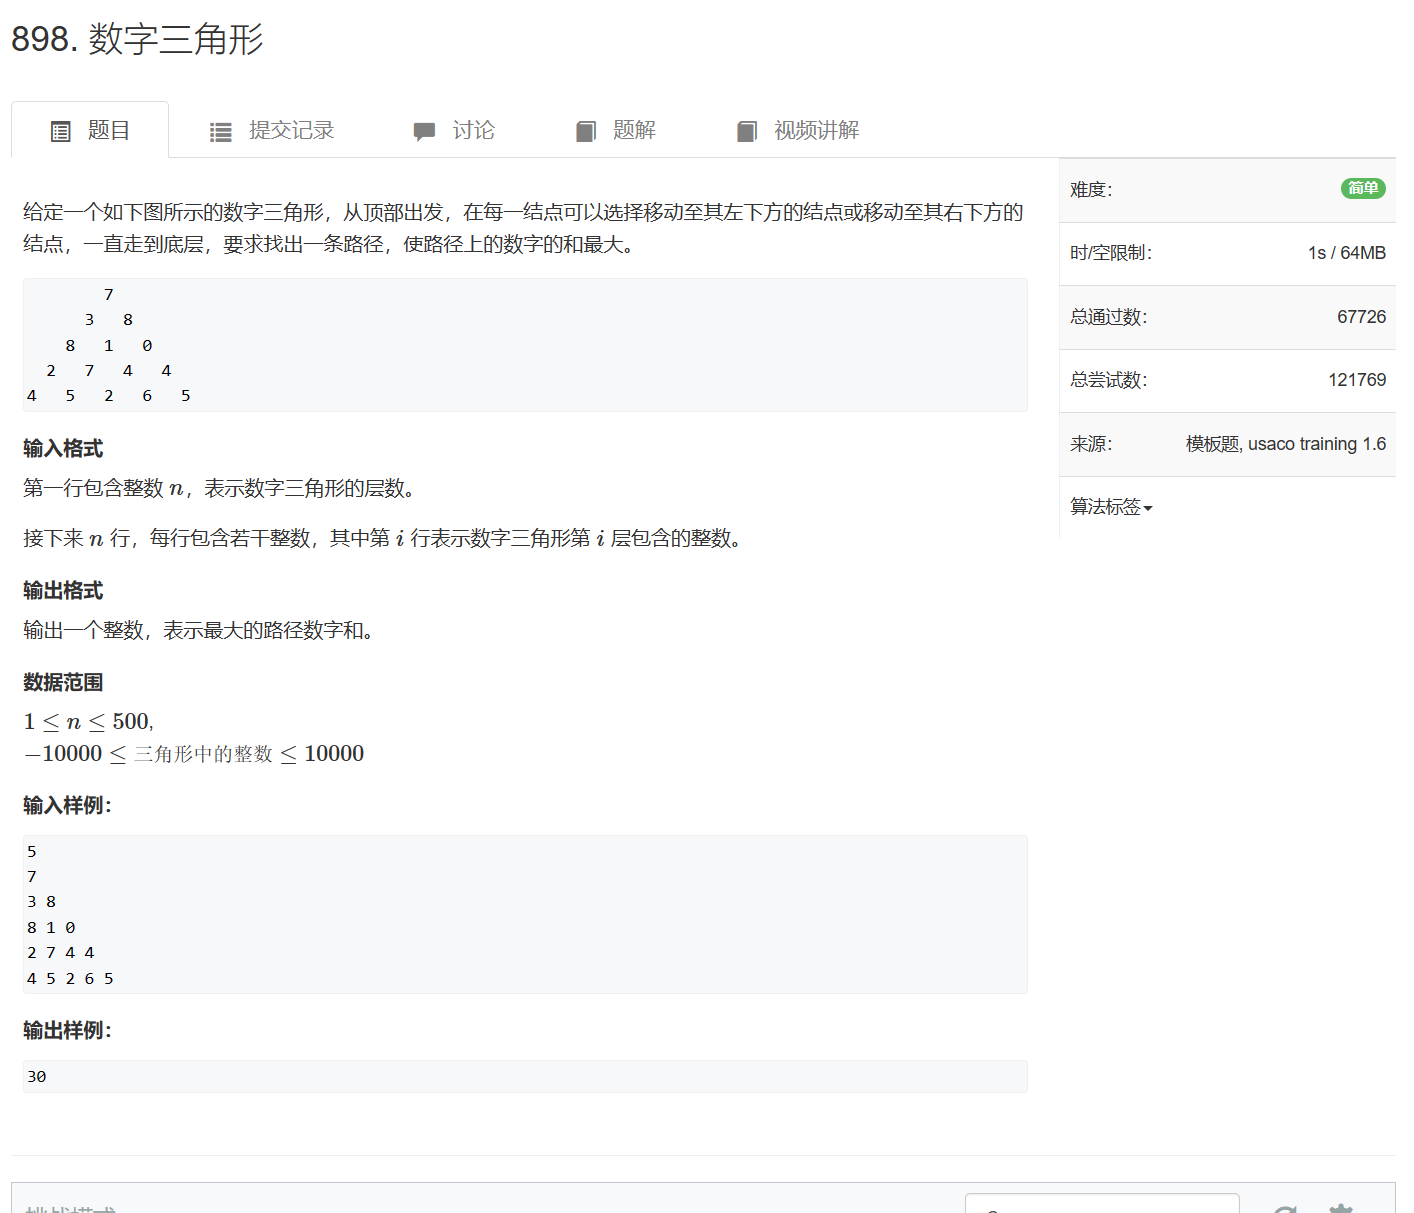 898. 数字三角形
题目 提交记录 讨论 题解 视频讲解
给定一个如下图所示的数字三角形，从顶部出发，在每一结点可以选择移动至其左下方的结点或移动至其右下方的
结点，一直走到底层，要求找出一条路径，使路径上的数字的和最大。
7
3 8
8 1 0
2 7 4 4
4 5 2 6 5
输入格式
第一行包含整数 n，表示数字三角形的层数。
接下来 n 行，每行包含若干整数，其中第 i 行表示数字三角形第 i 层包含的整数。
输出格式
输出一个整数，表示最大的路径数字和。
数据范围
1 ≤ n ≤ 500,
−10000 ≤ 三角形中的整数 ≤ 10000
输入样例：
5
7
3 8
8 1 0
2 7 4 4
4 5 2 6 5
输出样例：
30
难度： 简单
时/空限制： 1s / 64MB
总通过数： 67726
总尝试数： 121769
来源： 模板题, usaco training 1.6
算法标签